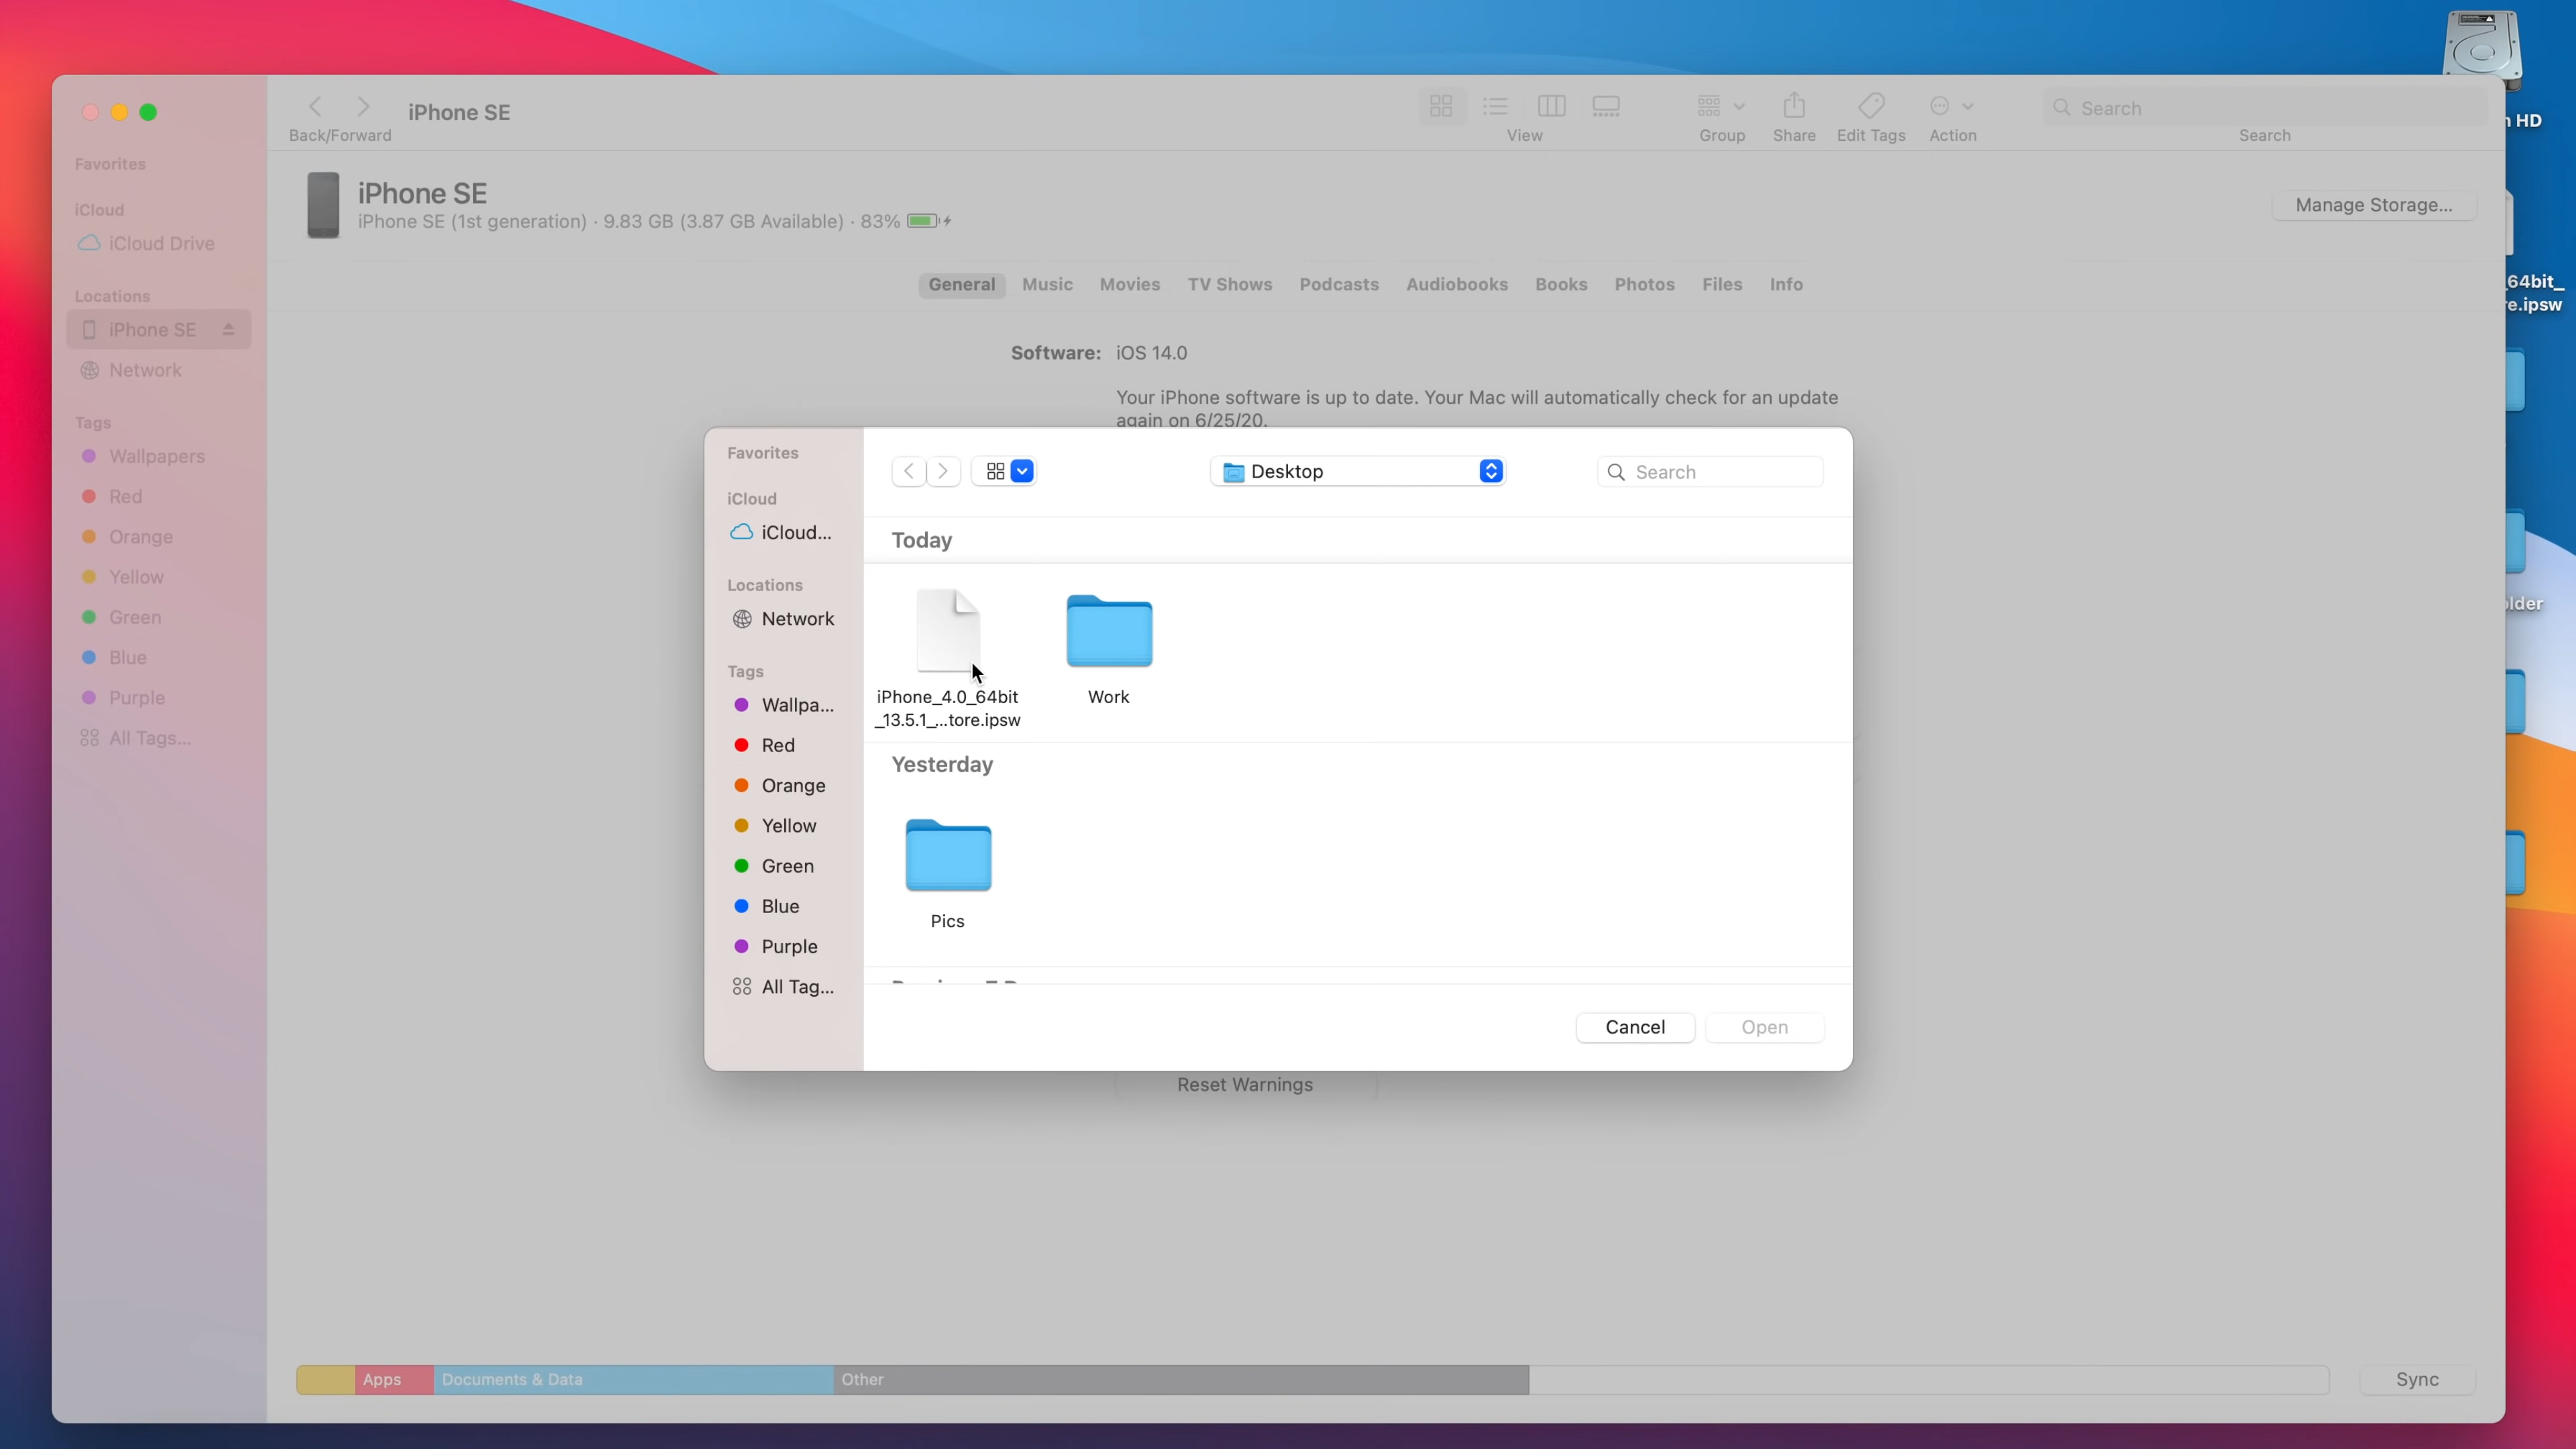 iPhone SE
Back/Forward
View
Group
Share
Edit Tags
Action
Search
Search
HD
Favorites
iCloud
iCloud Drive
Locations
iPhone SE
Network
Tags
Wallpapers
Red
Orange
Yellow
Green
Blue
Purple
All Tags...
iPhone SE
iPhone SE (1st generation) · 9.83 GB (3.87 GB Available) · 83%
Manage Storage...
General Music Movies TV Shows Podcasts Audiobooks Books Photos Files Info
Software: iOS 14.0
Your iPhone software is up to date. Your Mac will automatically check for an update
again on 6/25/20.
Favorites
iCloud
iCloud...
Locations
Network
Tags
Wallpa...
Red
Orange
Yellow
Green
Blue
Purple
All Tag...
Desktop
Search
Today
iPhone_4.0_64bit
_13.5.1_...tore.ipsw
Work
Yesterday
Pics
Cancel
Open
Reset Warnings
Apps
Documents & Data
Other
Sync
64bit_
e.ipsw